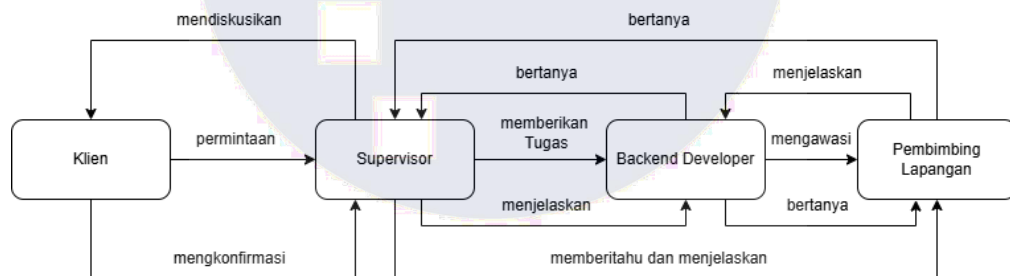 mendiskusikan
bertanya
bertanya
menjelaskan
Klien
permintaan
Supervisor
memberikan
Tugas
Backend Developer
mengawasi
Pembimbing
Lapangan
menjelaskan
bertanya
mengkonfirmasi
memberitahu dan menjelaskan